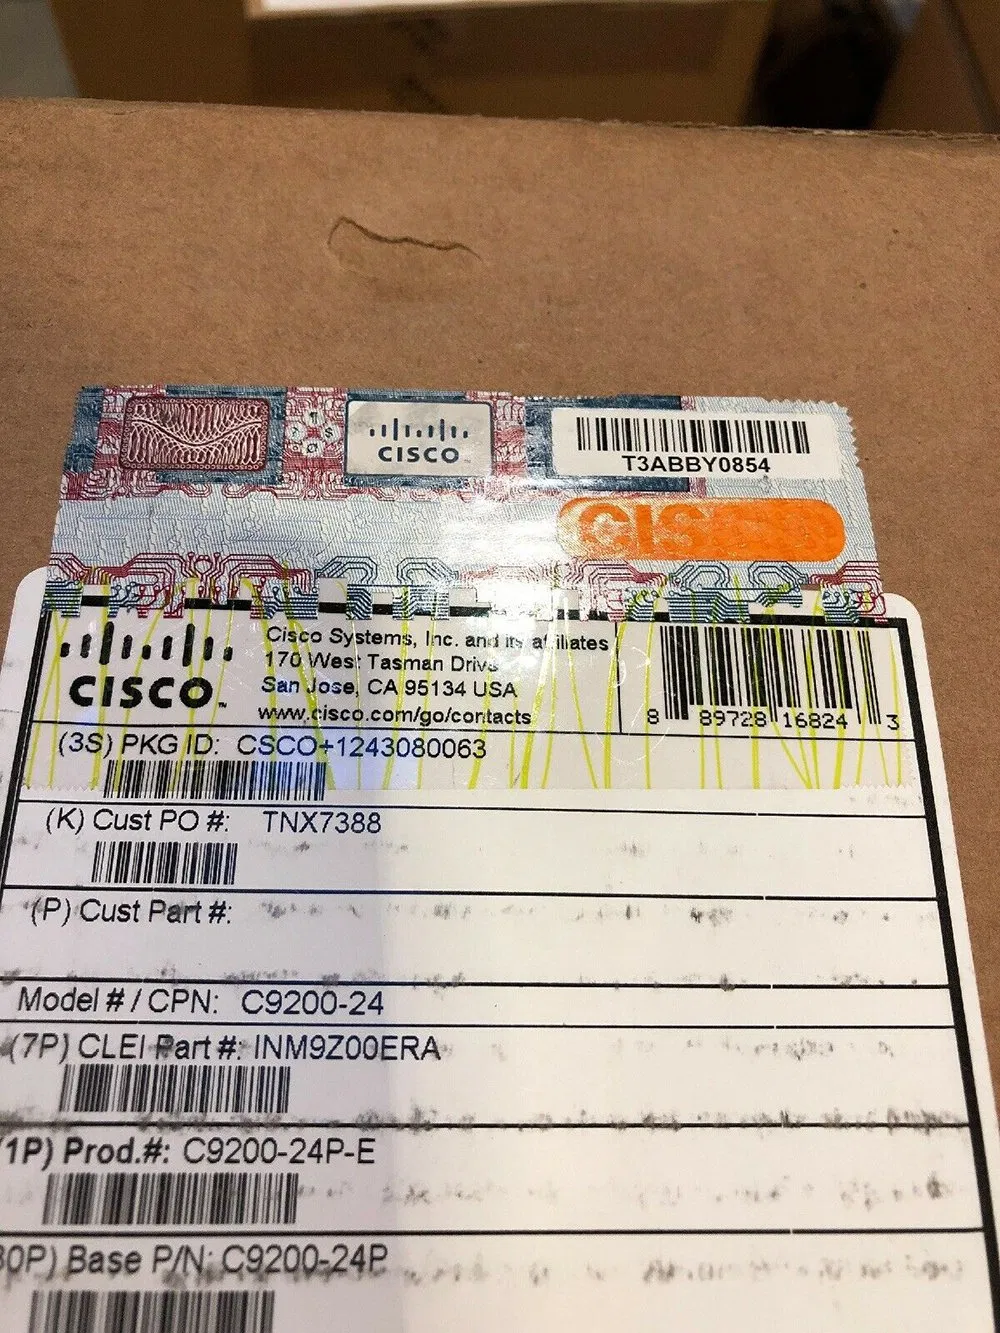 CISCO
T3ABBY0854
CIS
CISCO™
Cisco Systems, Inc. and its affiliates
170 West Tasman Drive
San Jose, CA 95134 USA
www.cisco.com/go/contacts
8 89728 16824 3
(3S) PKG ID: CSCO+1243080063
(K) Cust PO #: TNX7388
(P) Cust Part #:
Model # / CPN: C9200-24
(7P) CLEI Part #: INM9Z00ERA
1P) Prod.#: C9200-24P-E
30P) Base P/N: C9200-24P